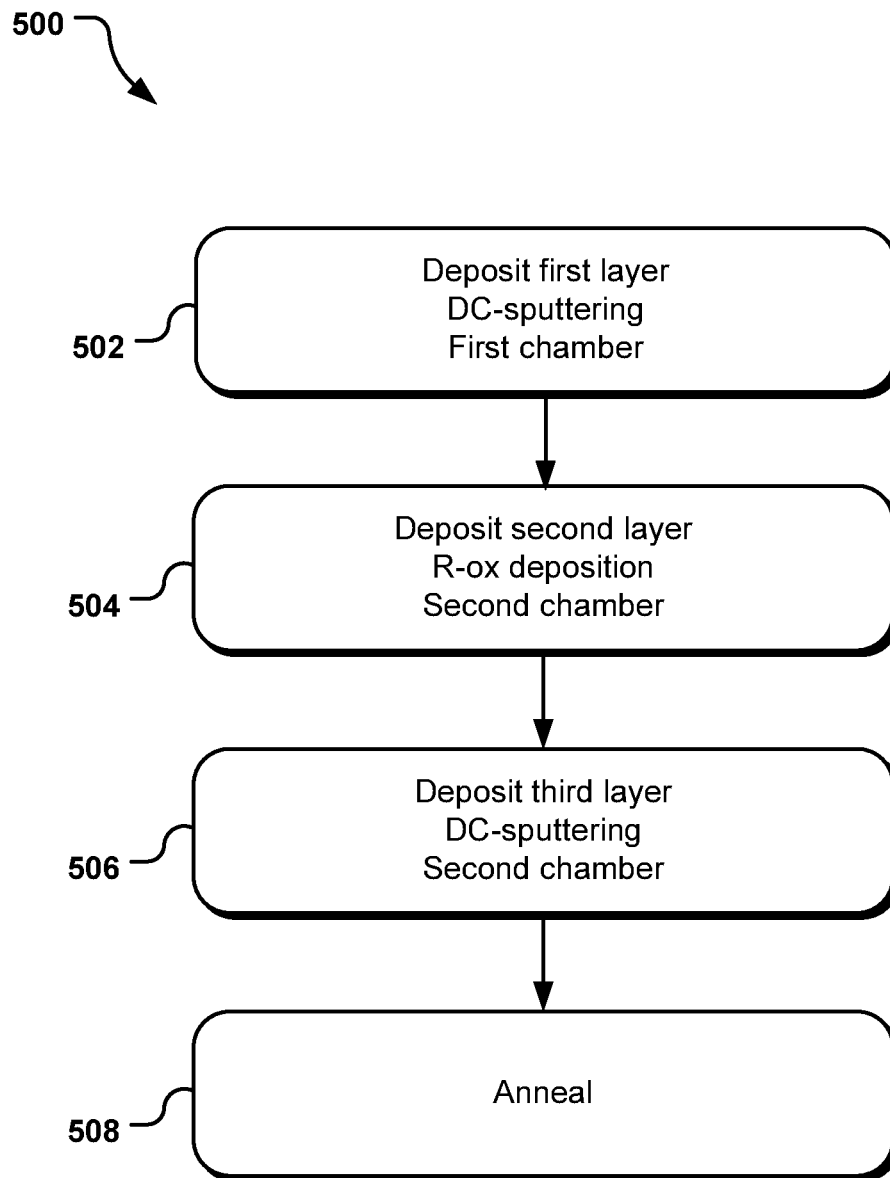 500
Deposit first layer
DC-sputtering
First chamber
502
Deposit second layer
R-ox deposition
Second chamber
504
Deposit third layer
DC-sputtering
Second chamber
506
Anneal
508